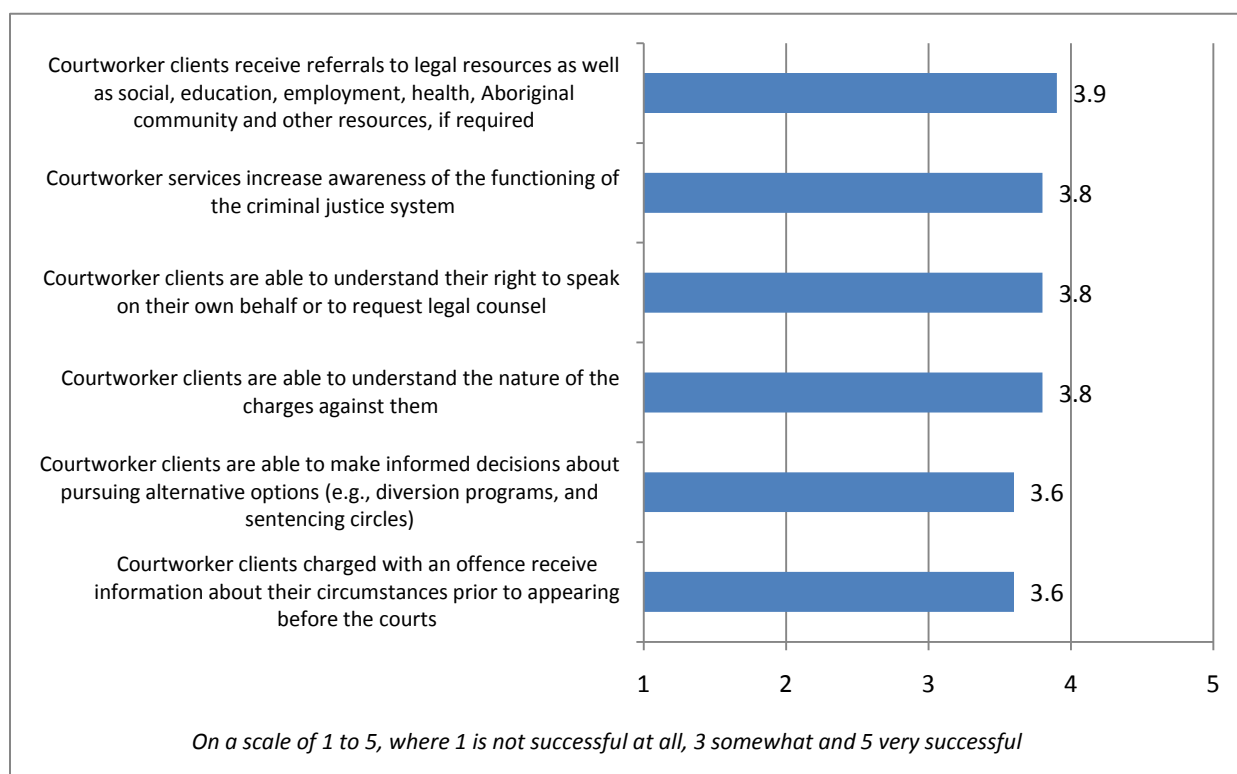 Courtworker clients receive referrals to legal resources as well
as social, education, employment, health, Aboriginal
community and other resources, if required
3.9
Courtworker services increase awareness of the functioning of
the criminal justice system
3.8
Courtworker clients are able to understand their right to speak
on their own behalf or to request legal counsel
3.8
Courtworker clients are able to understand the nature of the
charges against them
3.8
Courtworker clients are able to make informed decisions about
pursuing alternative options (e.g., diversion programs, and
sentencing circles)
3.6
Courtworker clients charged with an offence receive
information about their circumstances prior to appearing
before the courts
3.6
1 2 3 4 5
On a scale of 1 to 5, where 1 is not successful at all, 3 somewhat and 5 very successful